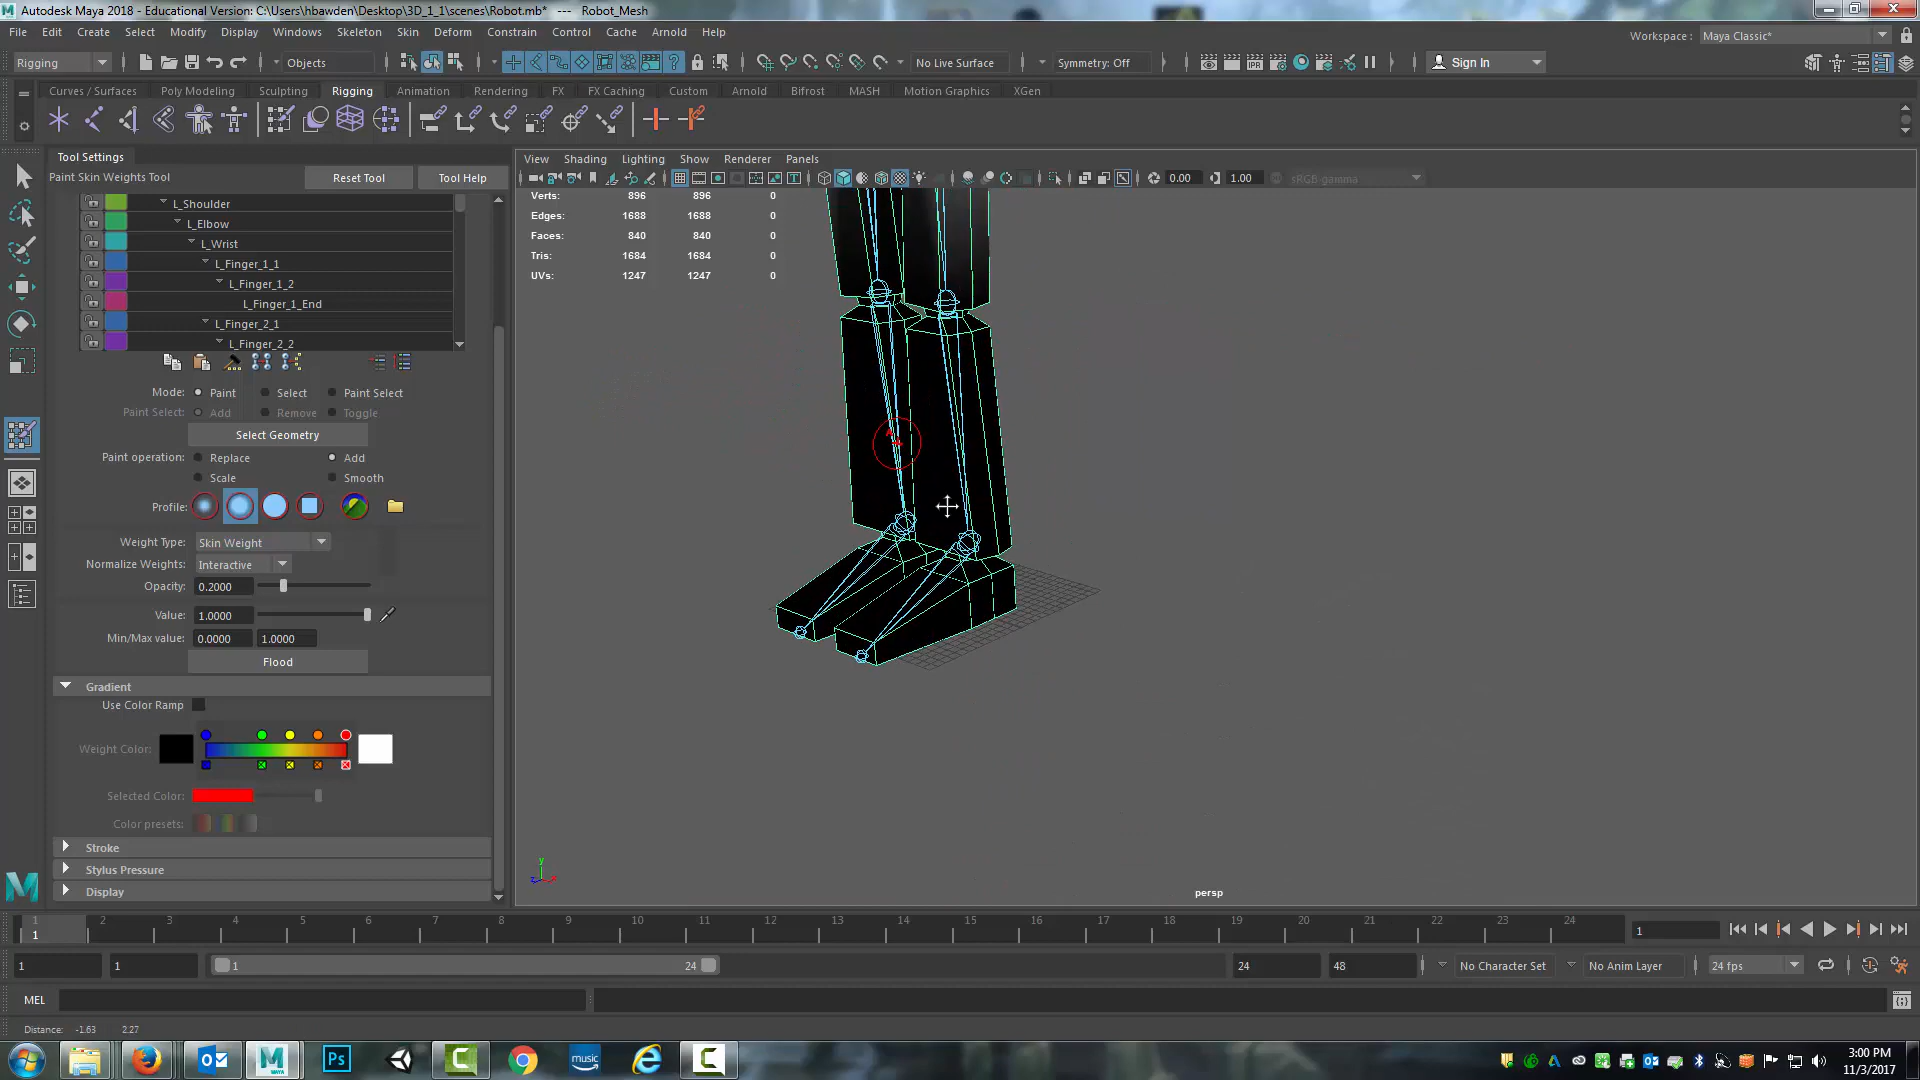 Autodesk Maya 2018 - Educational Version: C:\Users\hbawden\Desktop\3D_1_1\scenes\Robot.mb* --- Robot_Mesh
File Edit Create Select Modify Display Windows Skeleton Skin Deform Constrain Control Cache Arnold Help
Workspace : Maya Classic*
Rigging Objects No Live Surface Symmetry: Off Sign In
Curves / Surfaces Poly Modeling Sculpting Rigging Animation Rendering FX FX Caching Custom Arnold Bifrost MASH Motion Graphics XGen
Tool Settings
Paint Skin Weights Tool Reset Tool Tool Help
L_Shoulder
L_Elbow
L_Wrist
L_Finger_1_1
L_Finger_1_2
L_Finger_1_End
L_Finger_2_1
L_Finger_2_2
Mode: Paint Select Paint Select
Paint Select: Add Remove Toggle
Select Geometry
Paint operation: Replace Add
Scale Smooth
Profile:
Weight Type: Skin Weight
Normalize Weights: Interactive
Opacity: 0.2000
Value: 1.0000
Min/Max value: 0.0000 1.0000
Flood
Gradient
Use Color Ramp
Weight Color:
Selected Color:
Color presets:
Stroke
Stylus Pressure
Display
View Shading Lighting Show Renderer Panels
0.00 1.00 sRGB gamma
Verts: 896 896 0
Edges: 1688 1688 0
Faces: 840 840 0
Tris: 1684 1684 0
UVs: 1247 1247 0
y
persp
1 2 3 4 5 6 7 8 9 10 11 12 13 14 15 16 17 18 19 20 21 22 23 24
1 1
1 1 1 24 24 48 No Character Set No Anim Layer 24 fps
MEL
Distance: -1.63 2.27
MAYA Ps music
3:00 PM
11/3/2017